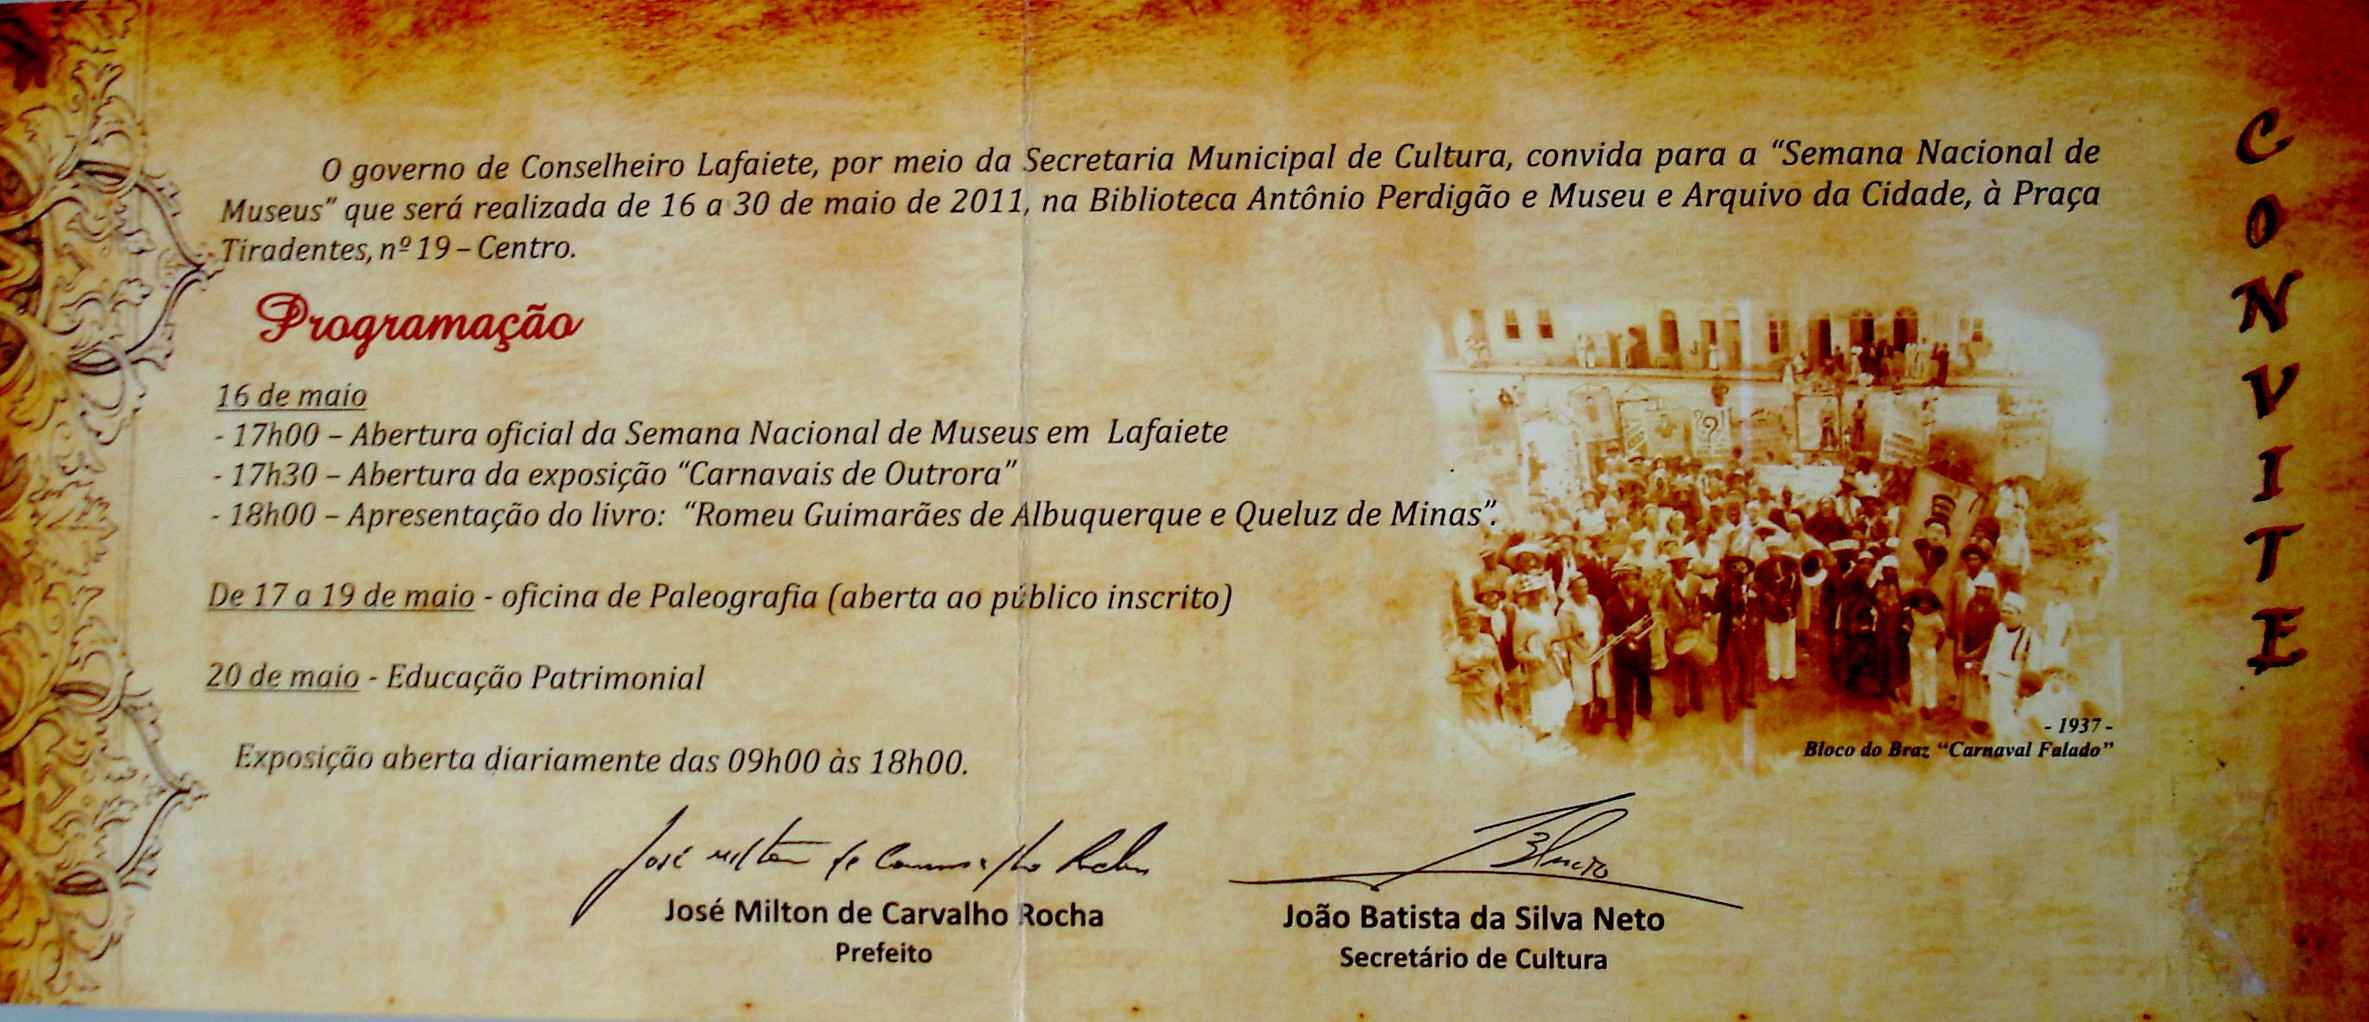 O governo de Conselheiro Lafaiete, por meio da Secretaria Municipal de Cultura, convida para a “Semana Nacional de
Museus” que será realizada de 16 a 30 de maio de 2011, na Biblioteca Antônio Perdigão e Museu e Arquivo da Cidade, à Praça
Tiradentes, nº 19 – Centro.
Programação
16 de maio
- 17h00 – Abertura oficial da Semana Nacional de Museus em Lafaiete
- 17h30 – Abertura da exposição “Carnavais de Outrora”
- 18h00 – Apresentação do livro: “Romeu Guimarães de Albuquerque e Queluz de Minas”.
De 17 a 19 de maio - oficina de Paleografia (aberta ao público inscrito)
20 de maio - Educação Patrimonial
Exposição aberta diariamente das 09h00 às 18h00.
- 1937 -
Bloco do Braz “Carnaval Falado”
José Milton de Carvalho Rocha
José Milton de Carvalho Rocha
Prefeito
João Batista da Silva Neto
Secretário de Cultura
CONVITE